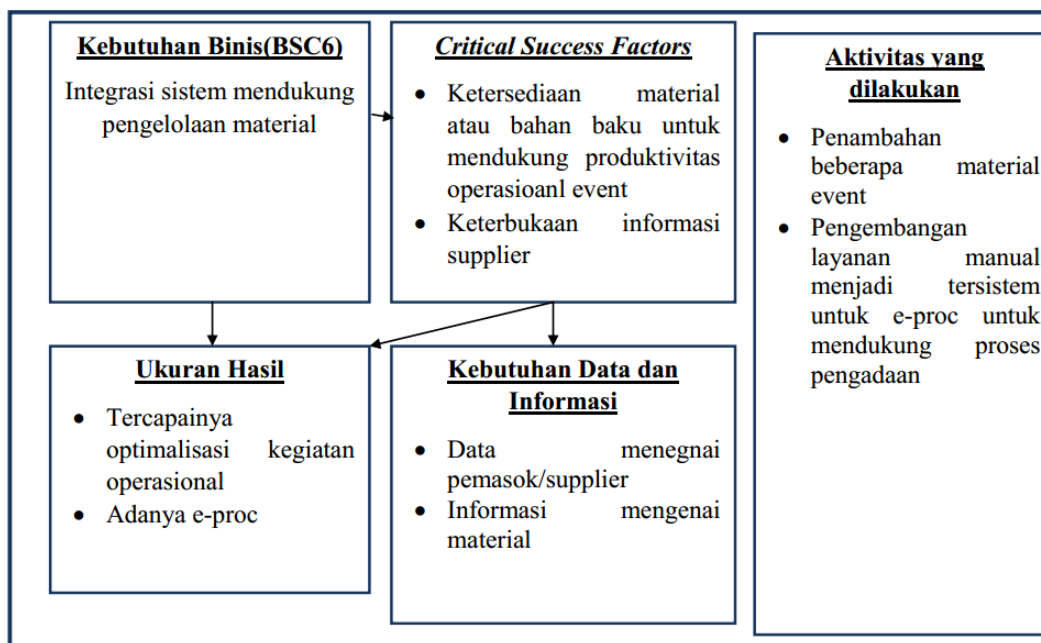 Kebutuhan Binis(BSC6)
Integrasi sistem mendukung
pengelolaan material
Critical Success Factors
• Ketersediaan material
atau bahan baku untuk
mendukung produktivitas
operasioanl event
• Keterbukaan informasi
supplier
Ukuran Hasil
• Tercapainya
optimalisasi kegiatan
operasional
• Adanya e-proc
Kebutuhan Data dan
Informasi
• Data menegnai
pemasok/supplier
• Informasi mengenai
material
Aktivitas yang
dilakukan
• Penambahan
beberapa material
event
• Pengembangan
layanan manual
menjadi tersistem
untuk e-proc untuk
mendukung proses
pengadaan